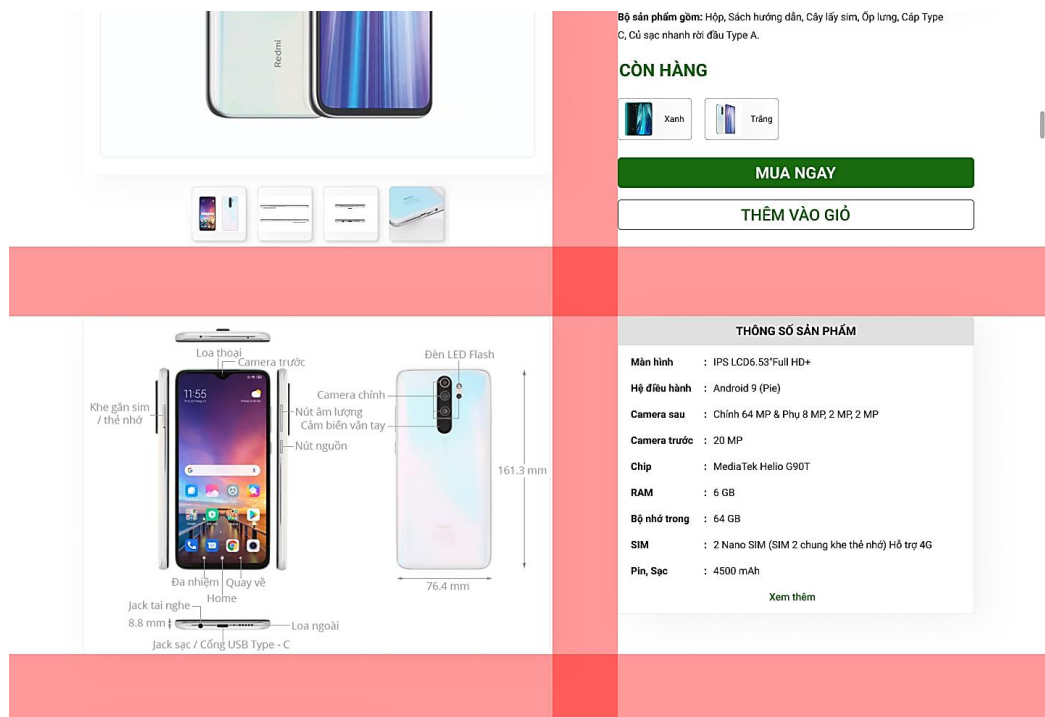 Redmi
Bộ sản phẩm gồm: Hộp, Sách hướng dẫn, Cây lấy sim, Ốp lưng, Cáp Type
C, Củ sạc nhanh rời đầu Type A.
CÒN HÀNG
Xanh
Trắng
MUA NGAY
THÊM VÀO GIỎ
Loa thoại
Camera trước
11:55
Khe gắn sim
/ thẻ nhớ
Nút âm lượng
Nút nguồn
Đa nhiệm
Quay về
Home
Jack tai nghe
8.8 mm
Loa ngoài
Jack sạc / Cổng USB Type - C
Đèn LED Flash
Camera chính
Cảm biến vân tay
161.3 mm
76.4 mm
THÔNG SỐ SẢN PHẨM
Màn hình : IPS LCD6.53"Full HD+
Hệ điều hành : Android 9 (Pie)
Camera sau : Chính 64 MP & Phụ 8 MP, 2 MP, 2 MP
Camera trước : 20 MP
Chip : MediaTek Helio G90T
RAM : 6 GB
Bộ nhớ trong : 64 GB
SIM : 2 Nano SIM (SIM 2 chung khe thẻ nhớ) Hỗ trợ 4G
Pin, Sạc : 4500 mAh
Xem thêm